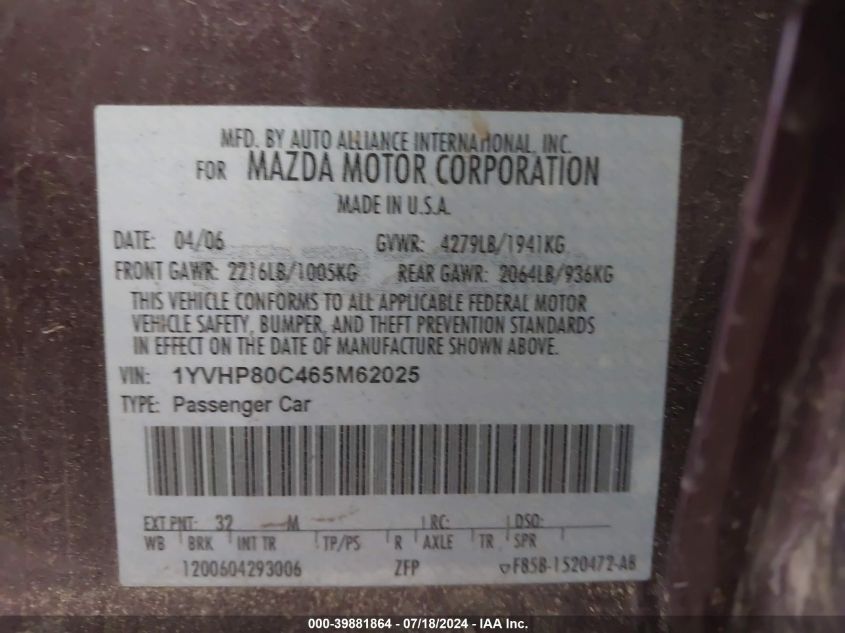 MFD. BY AUTO ALLIANCE INTERNATIONAL, INC.
FOR MAZDA MOTOR CORPORATION
MADE IN U.S.A.
DATE: 04/06 GVWR: 4279LB/1941KG
FRONT GAWR: 2216LB/1005KG REAR GAWR: 2064LB/936KG
THIS VEHICLE CONFORMS TO ALL APPLICABLE FEDERAL MOTOR
VEHICLE SAFETY, BUMPER, AND THEFT PREVENTION STANDARDS
IN EFFECT ON THE DATE OF MANUFACTURE SHOWN ABOVE.
VIN: 1YVHP80C465M62025
TYPE: Passenger Car
EXT PNT: 32 M RC: DSO:
WB BRK INT TR TP/PS R AXLE TR SPR
1200604293006 ZFP F85B-1520472-AB
000-39881864 - 07/18/2024 - IAA Inc.